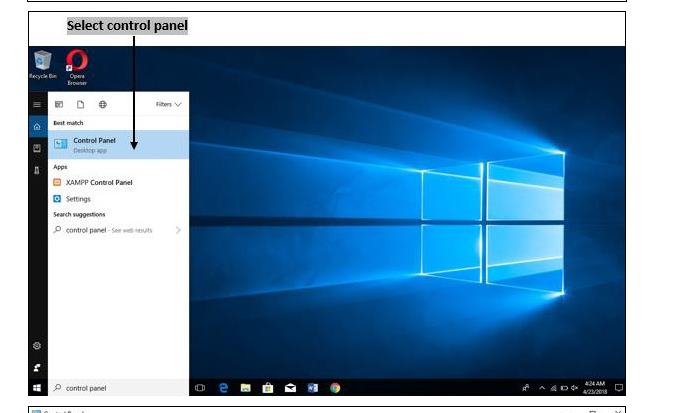 Select control panel
Recycle Bin
Opera
Browser
Filters
Best match
Control Panel
Desktop app
Apps
XAMPP Control Panel
Settings
Search suggestions
control panel - See web results
control panel
4:24 AM
4/23/2018